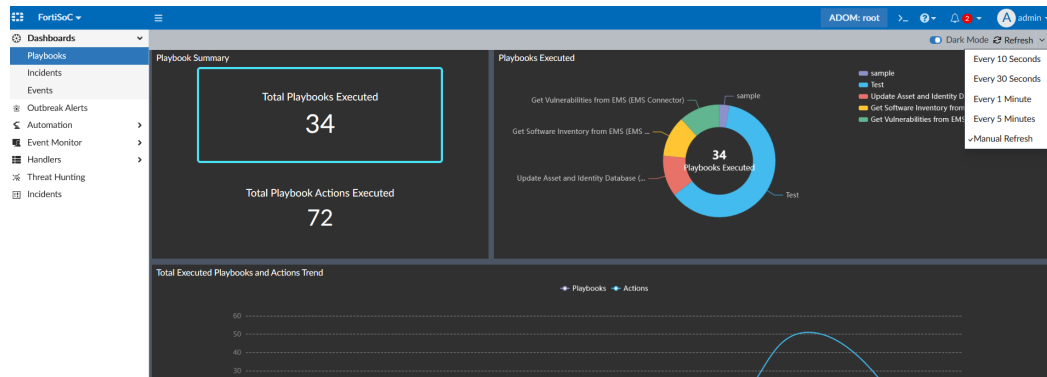 FortiSoC
ADOM: root
>_
2
A admin
Dashboards
Playbooks
Incidents
Events
Outbreak Alerts
Automation
Event Monitor
Handlers
Threat Hunting
Incidents
Dark Mode
Refresh
Every 10 Seconds
Every 30 Seconds
Every 1 Minute
Every 5 Minutes
Manual Refresh
Playbook Summary
Total Playbooks Executed
34
Total Playbook Actions Executed
72
Playbooks Executed
Get Vulnerabilities from EMS (EMS Connector)
sample
Get Software Inventory from EMS (EMS ...
Update Asset and Identity Database (...
Test
34
Playbooks Executed
sample
Test
Update Asset and Identity D
Get Software Inventory from
Get Vulnerabilities from EMS
Total Executed Playbooks and Actions Trend
Playbooks
Actions
60
50
40
30